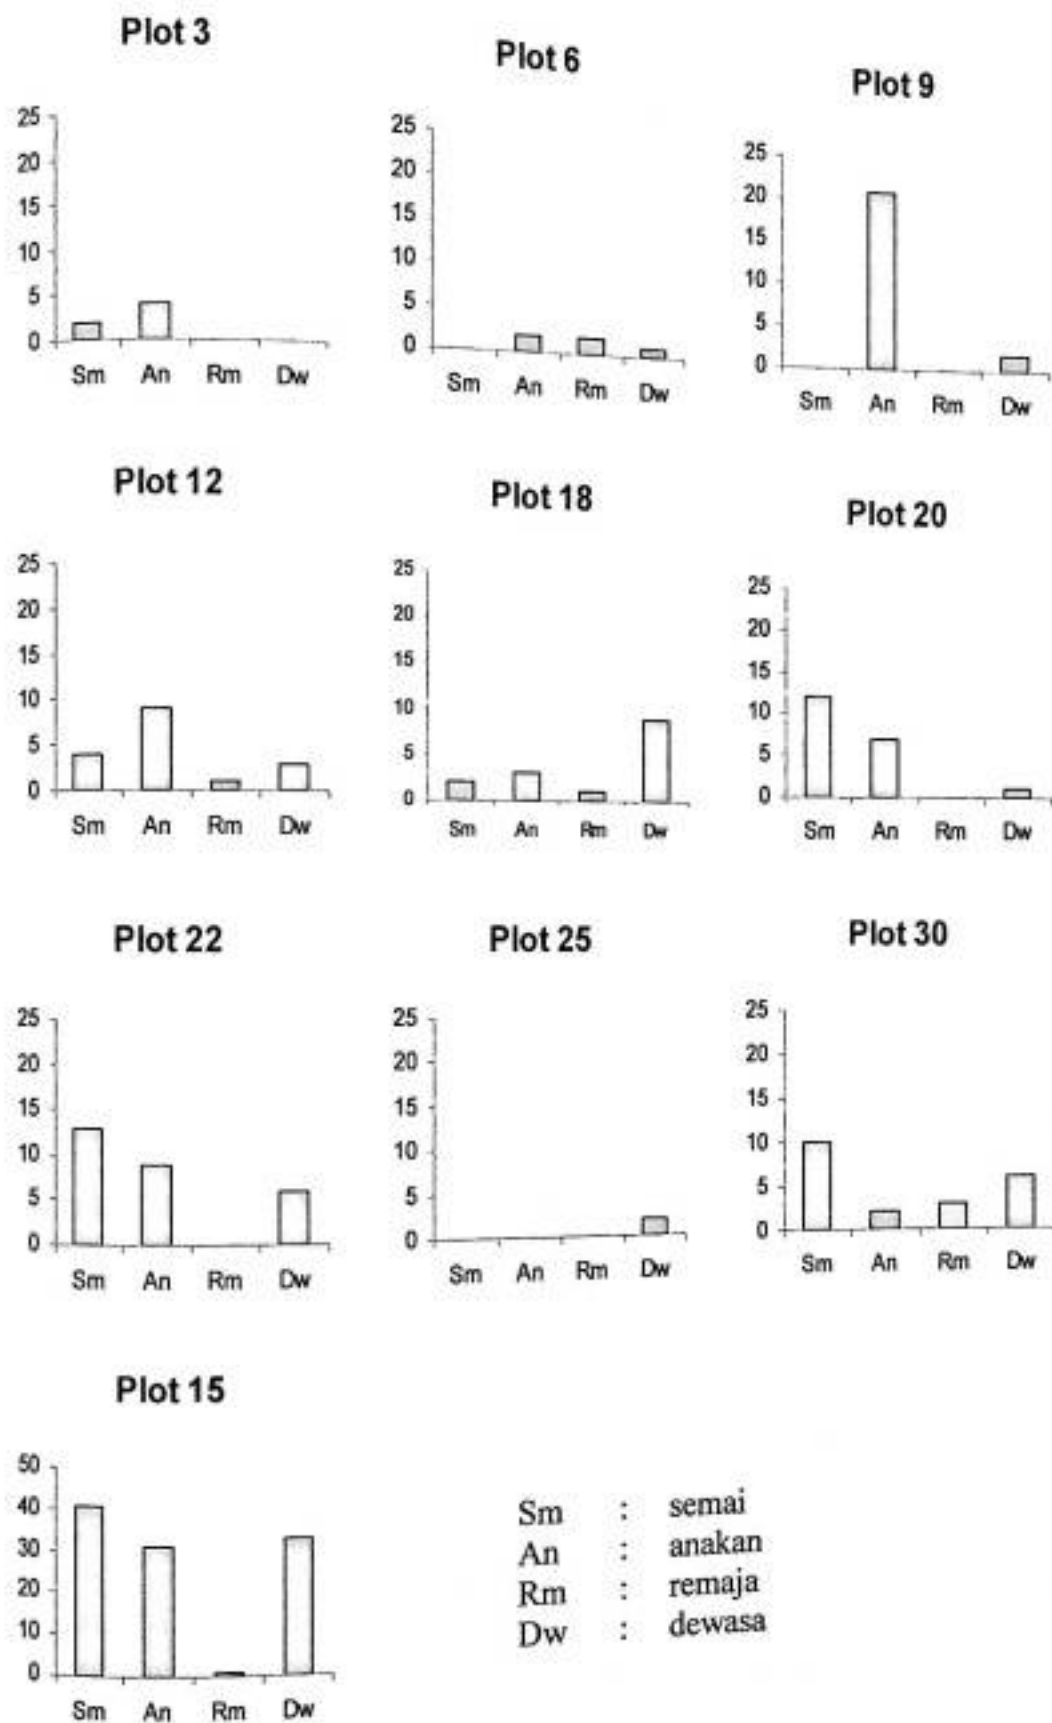 Plot 3
25
20
15
10
5
0
Sm An Rm Dw
Plot 6
25
20
15
10
5
0
Sm An Rm Dw
Plot 9
25
20
15
10
5
0
Sm An Rm Dw
Plot 12
25
20
15
10
5
0
Sm An Rm Dw
Plot 18
25
20
15
10
5
0
Sm An Rm Dw
Plot 20
25
20
15
10
5
0
Sm An Rm Dw
Plot 22
25
20
15
10
5
0
Sm An Rm Dw
Plot 25
25
20
15
10
5
0
Sm An Rm Dw
Plot 30
25
20
15
10
5
0
Sm An Rm Dw
Plot 15
50
40
30
20
10
0
Sm An Rm Dw
Sm : semai
An : anakan
Rm : remaja
Dw : dewasa